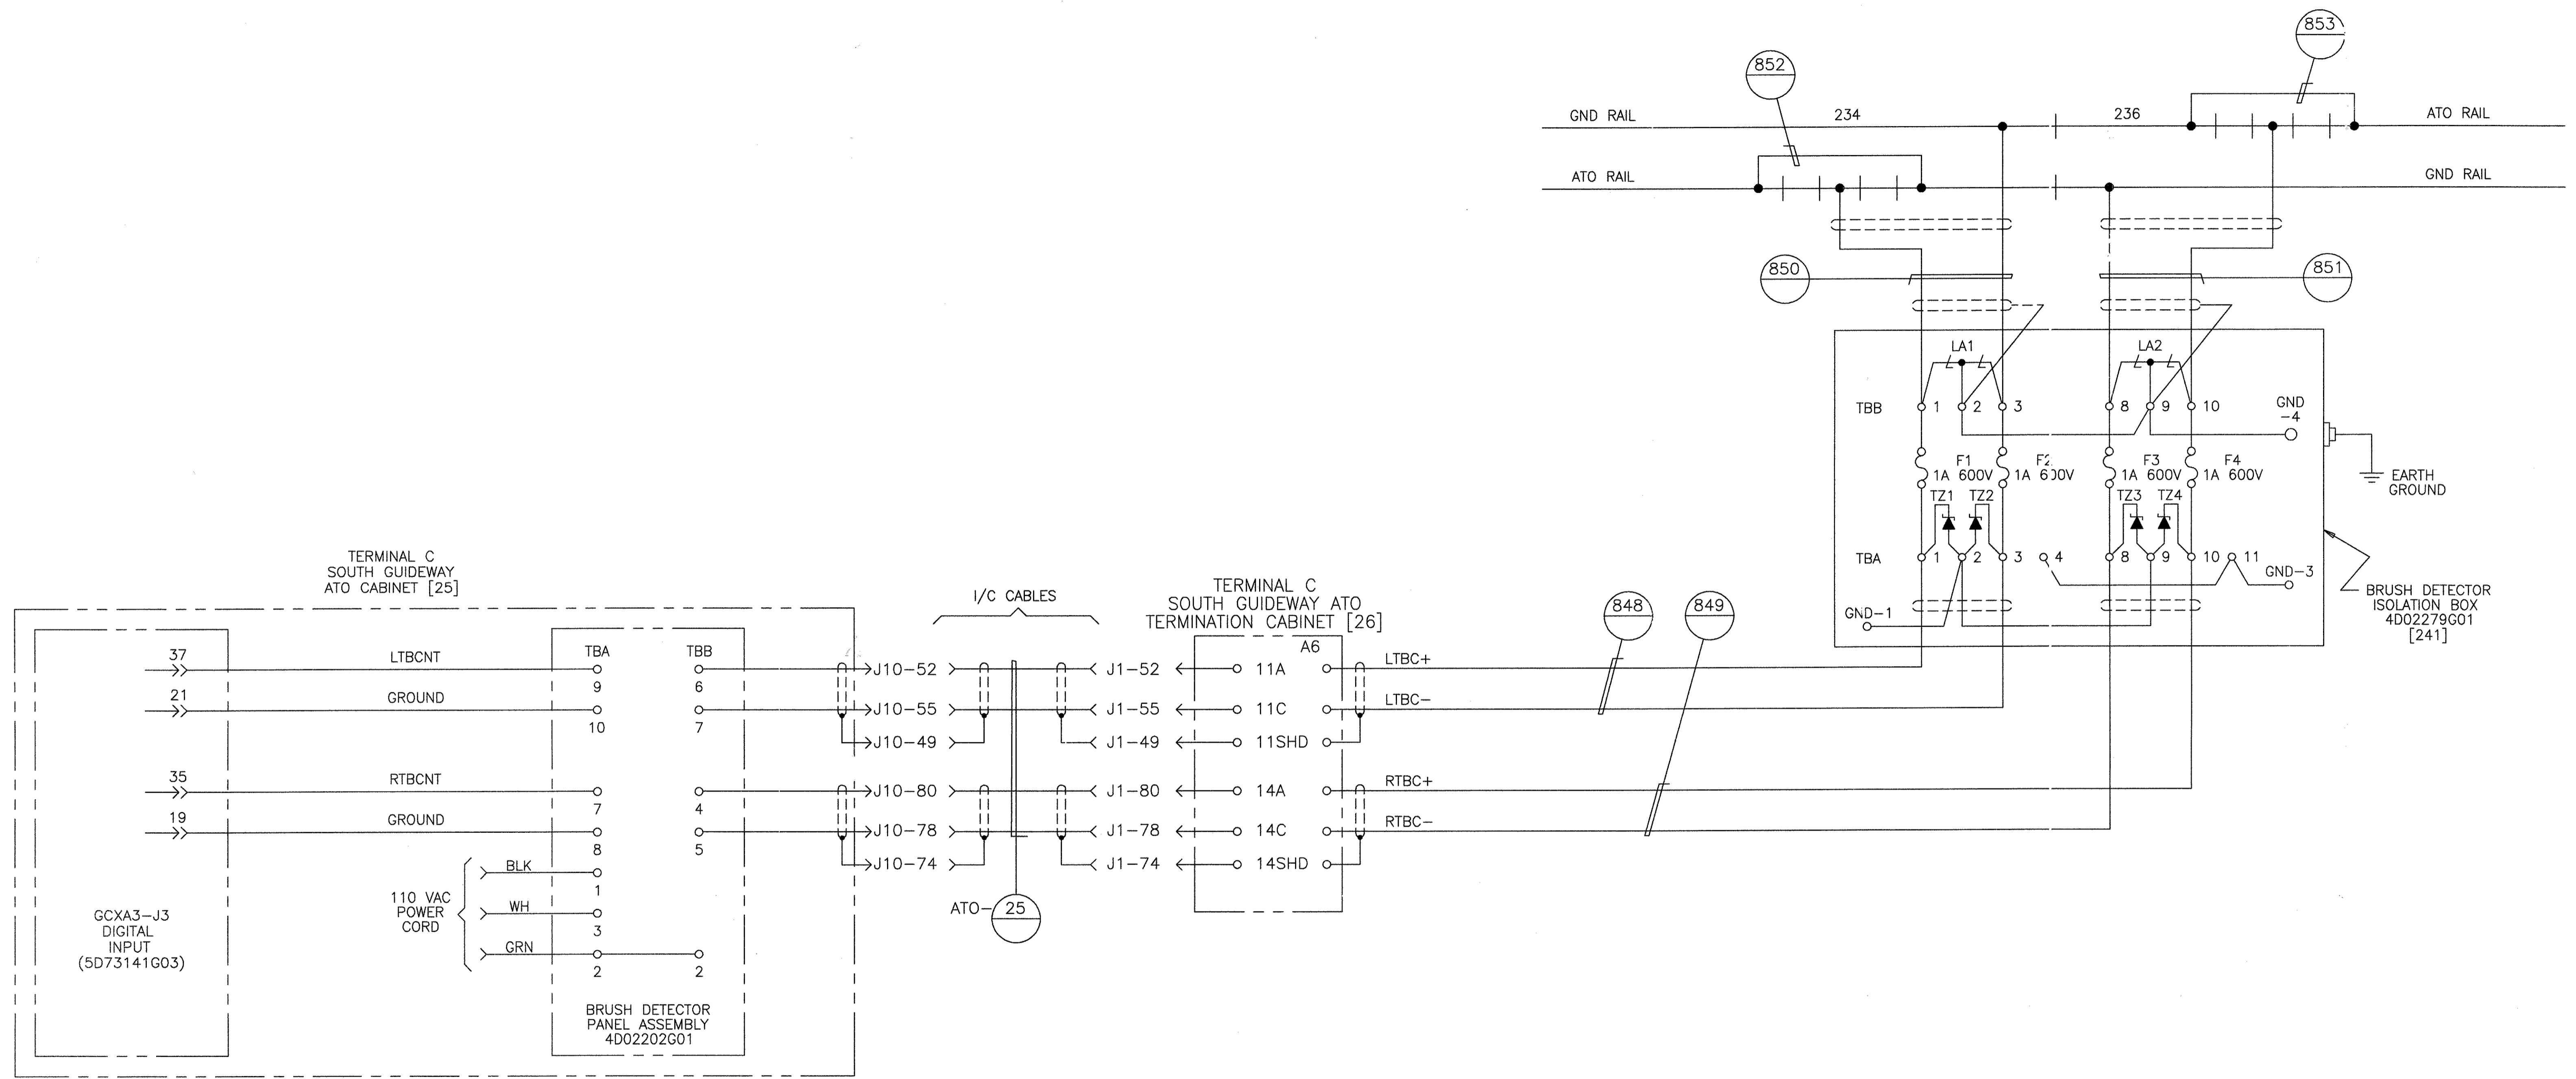 853
852
GND RAIL
234
236
ATO RAIL
ATO RAIL
GND RAIL
850
851
LA1
LA2
TBB
1
2
3
8
9
10
GND
-4
F1
1A 600V
F2
1A 600V
F3
1A 600V
F4
1A 600V
EARTH
GROUND
TZ1
TZ2
TZ3
TZ4
TBA
1
2
3
4
8
9
10
11
GND-3
GND-1
BRUSH DETECTOR
ISOLATION BOX
4D02279G01
[241]
TERMINAL C
SOUTH GUIDEWAY
ATO CABINET [25]
I/C CABLES
TERMINAL C
SOUTH GUIDEWAY ATO
TERMINATION CABINET [26]
848
849
A6
TBA
TBB
37
LTBCNT
9
6
J10-52
J1-52
11A
LTBC+
21
GROUND
10
7
J10-55
J1-55
11C
LTBC-
J10-49
J1-49
11SHD
35
RTBCNT
7
4
J10-80
J1-80
14A
RTBC+
19
GROUND
8
5
J10-78
J1-78
14C
RTBC-
J10-74
J1-74
14SHD
BLK
1
WH
3
GRN
2
2
110 VAC
POWER
CORD
ATO-
25
GCXA3-J3
DIGITAL
INPUT
(5D73141G03)
BRUSH DETECTOR
PANEL ASSEMBLY
4D02202G01